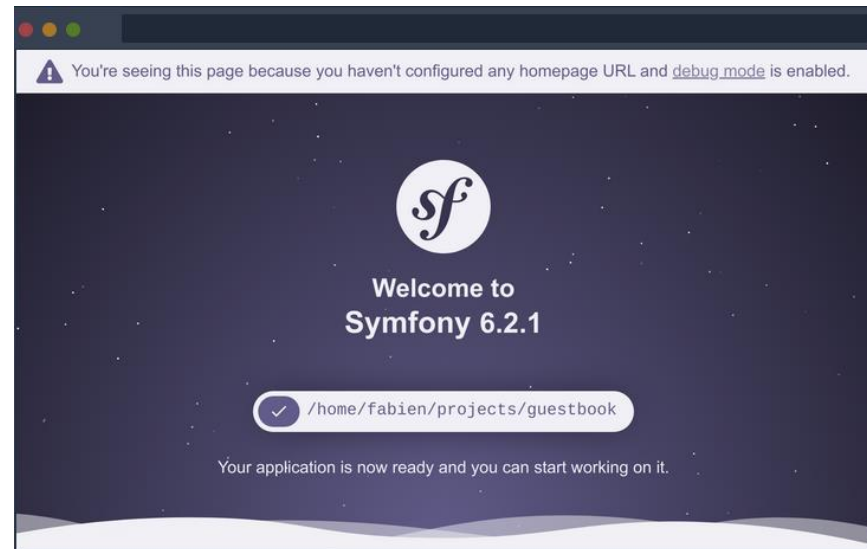 You're seeing this page because you haven't configured any homepage URL and debug mode is enabled.
sf
Welcome to
Symfony 6.2.1
/home/fabien/projects/guestbook
Your application is now ready and you can start working on it.